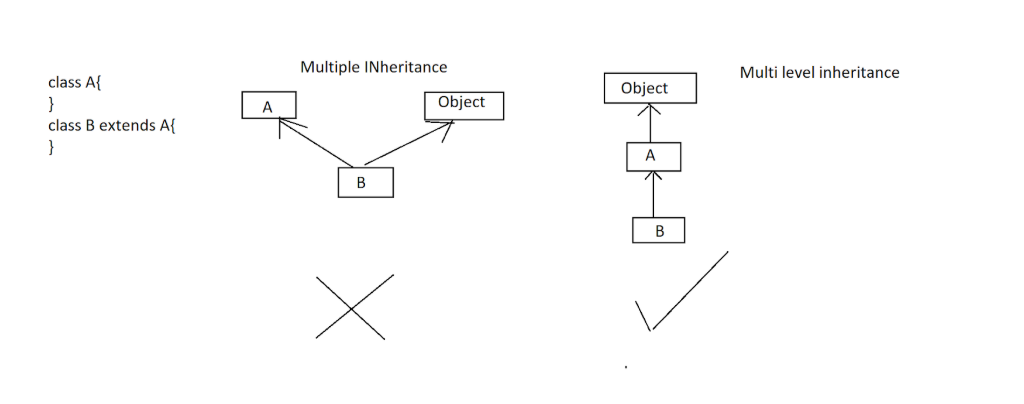 class A{
}
class B extends A{
}
Multiple INheritance
A
Object
B
Multi level inheritance
Object
A
B